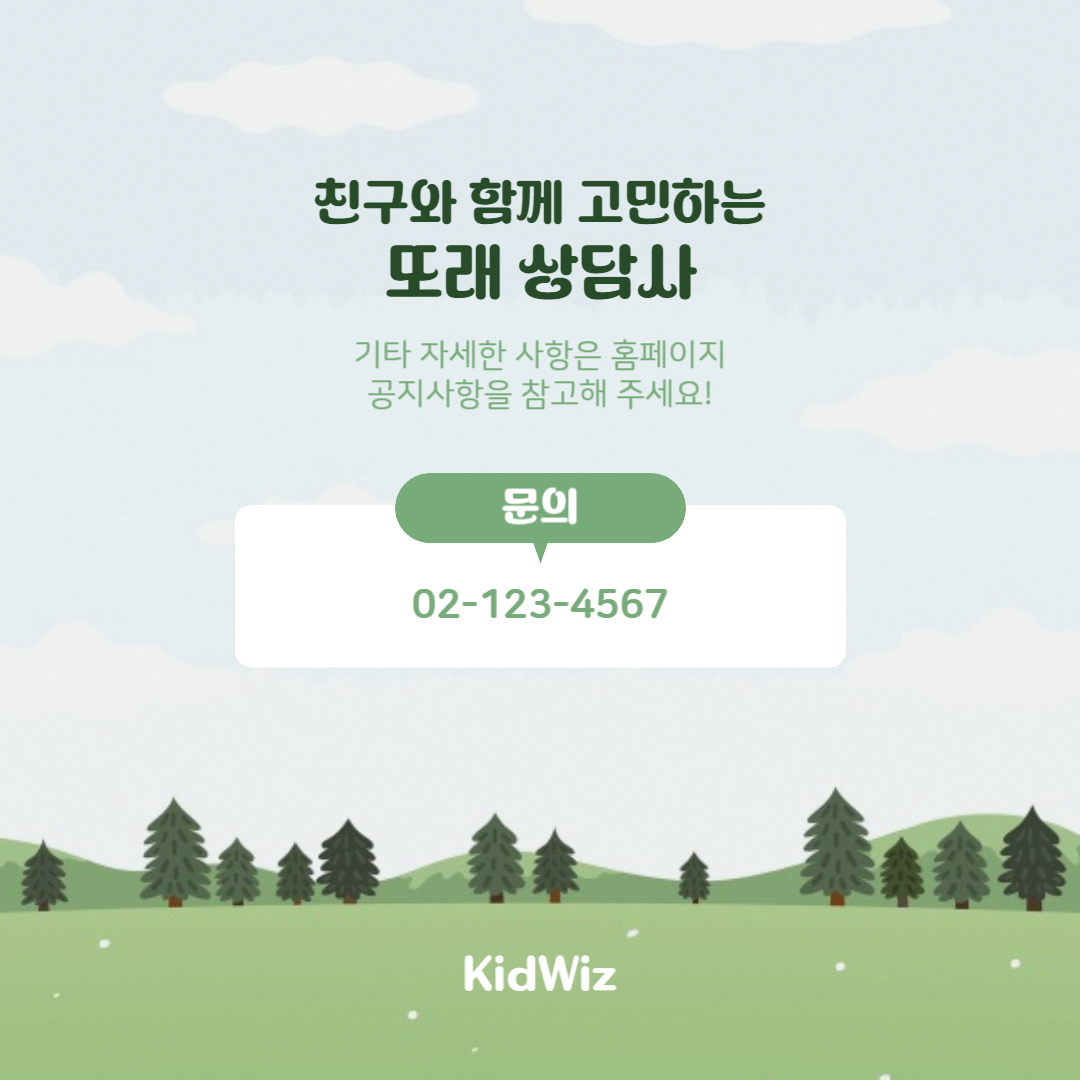 친구와 함께 고민하는
또래 상담사
기타 자세한 사항은 홈페이지
공지사항을 참고해 주세요!
문의
02-123-4567
KidWiz